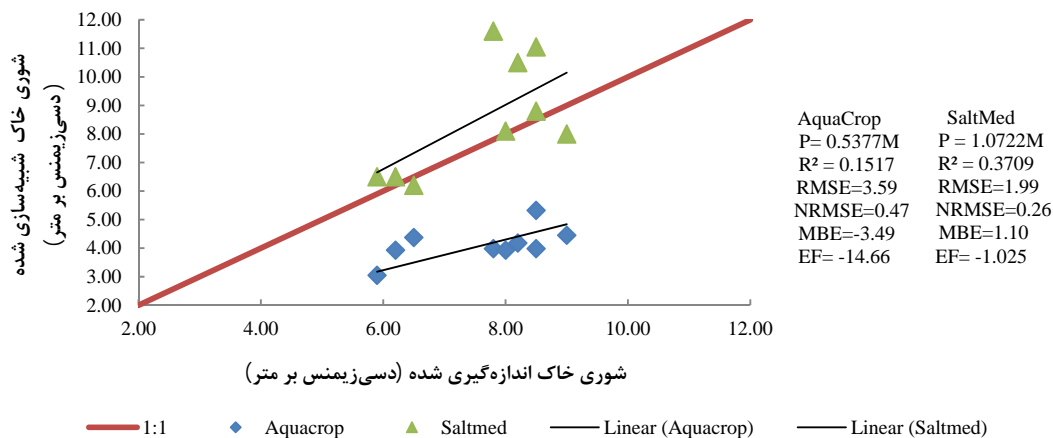 12.00
11.00
10.00
9.00
8.00
7.00
6.00
5.00
4.00
3.00
2.00
شوری خاک شبیه‌سازی شده
(دسی‌زیمنس بر متر)
2.00 4.00 6.00 8.00 10.00 12.00
شوری خاک اندازه‌گیری شده (دسی‌زیمنس بر متر)
AquaCrop
P= 0.5377M
R² = 0.1517
RMSE=3.59
NRMSE=0.47
MBE=-3.49
EF= -14.66
SaltMed
P = 1.0722M
R² = 0.3709
RMSE=1.99
NRMSE=0.26
MBE=1.10
EF= -1.025
1:1 Aquacrop Saltmed Linear (Aquacrop) Linear (Saltmed)